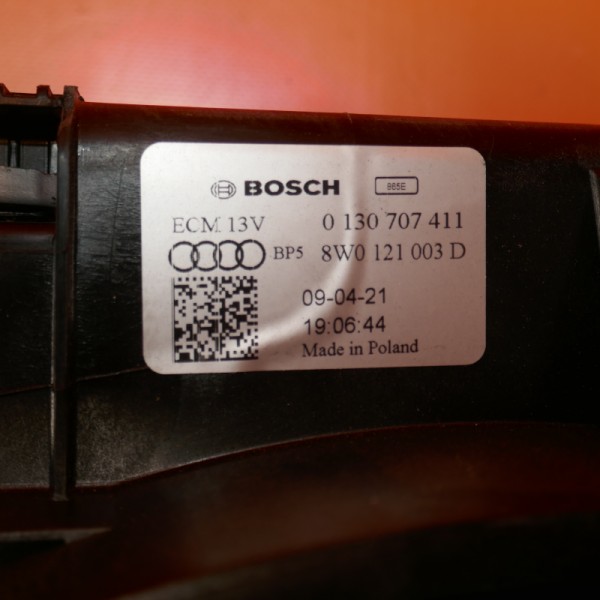 BOSCH 865E
ECM 13V 0 130 707 411
BP5 8W0 121 003 D
09-04-21
19:06:44
Made in Poland